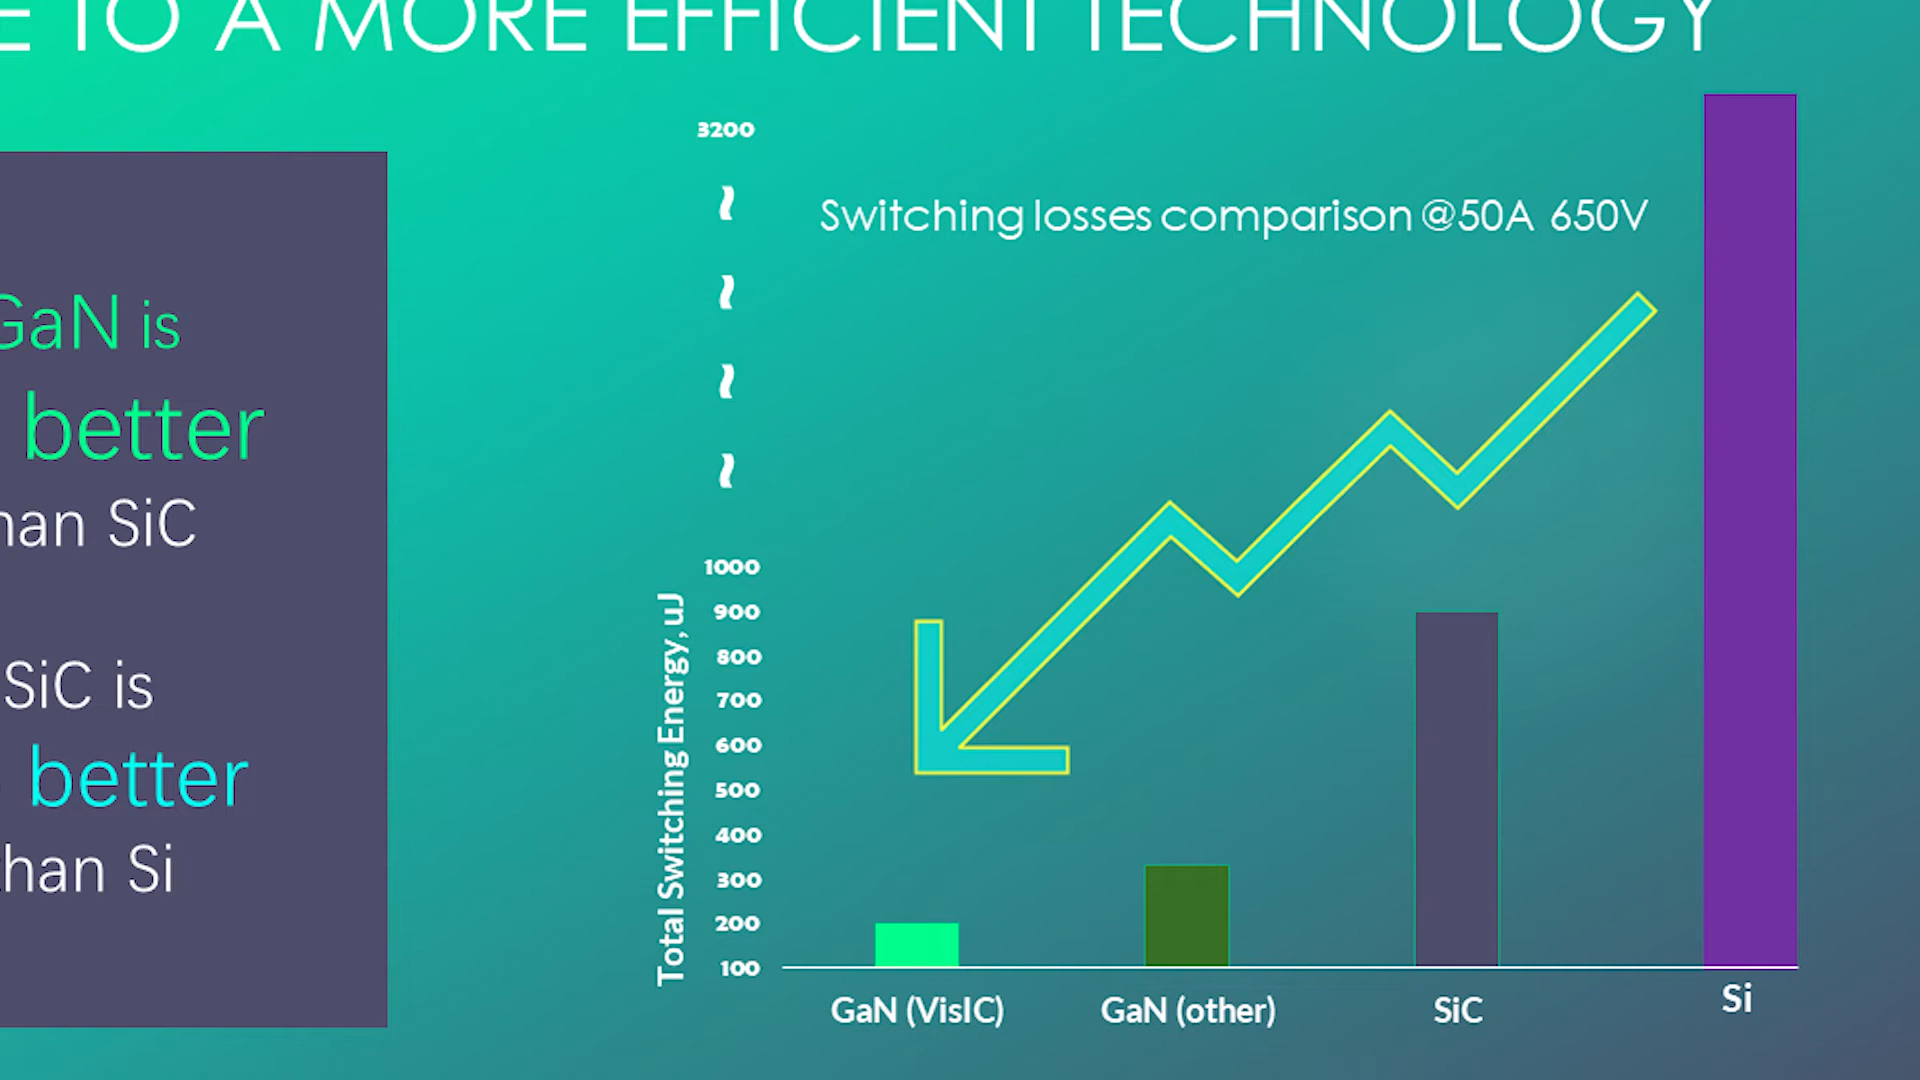 TO A MORE EFFICIENT TECHNOLOGY
GaN is
better
SiC
SiC is
better
Si
3200
Switching losses comparison @50A 650V
1000
900
800
700
600
500
400
300
200
100
Total Switching Energy, uJ
GaN (VisIC)
GaN (other)
SiC
Si